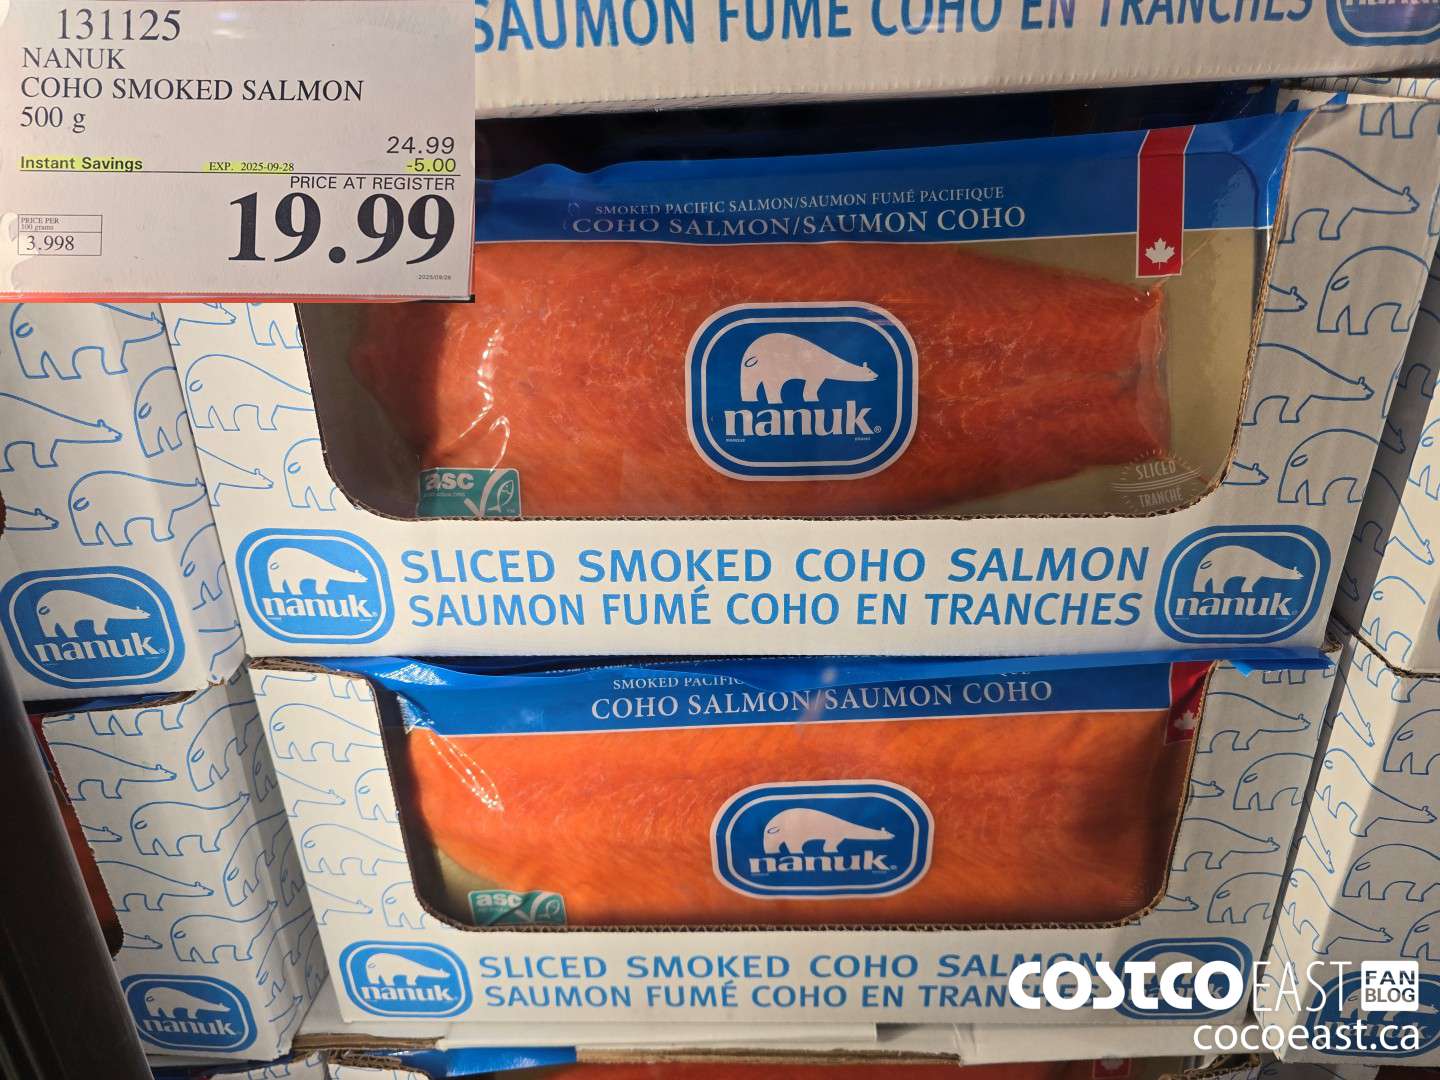 131125
NANUK
COHO SMOKED SALMON
500 g
24.99
Instant Savings EXP. 2025-09-28 -5.00
PRICE AT REGISTER
19.99
PRICE PER
100 grams
3.998
SAUMON FUMÉ COHO EN TRANCHES
SMOKED PACIFIC SALMON/SAUMON FUMÉ PACIFIQUE
COHO SALMON/SAUMON COHO
nanuk®
asc
SLICED
TRANCHÉ
SLICED SMOKED COHO SALMON
SAUMON FUMÉ COHO EN TRANCHES
nanuk
nanuk
nanuk
SMOKED PACIFIC
COHO SALMON/SAUMON COHO
nanuk®
asc
SLICED SMOKED COHO SALMON
SAUMON FUMÉ COHO EN TRANCHES
nanuk
nanuk
COSTCO EAST FAN BLOG
cocoeast.ca